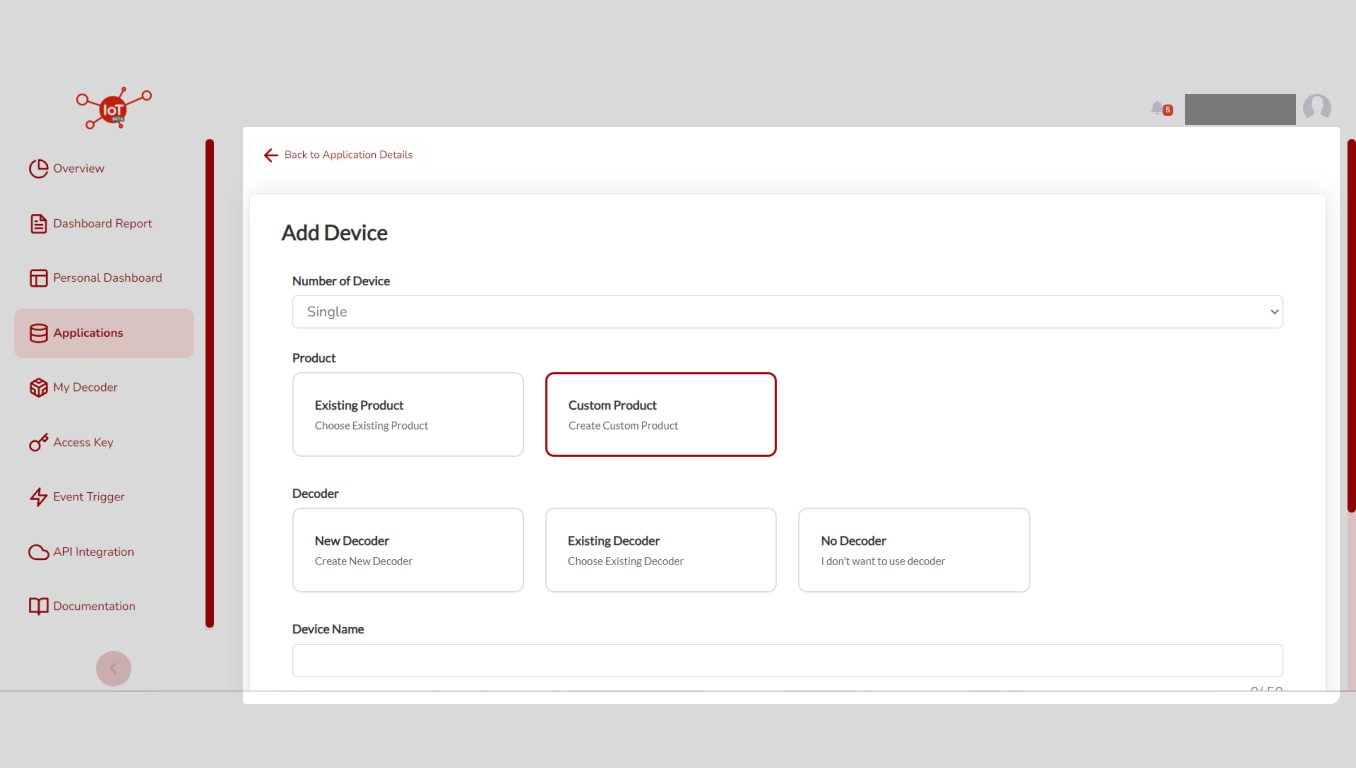 IoT
BETA
5
Overview
Dashboard Report
Personal Dashboard
Applications
My Decoder
Access Key
Event Trigger
API Integration
Documentation
Back to Application Details
Add Device
Number of Device
Single
Product
Existing Product
Choose Existing Product
Custom Product
Create Custom Product
Decoder
New Decoder
Create New Decoder
Existing Decoder
Choose Existing Decoder
No Decoder
I don't want to use decoder
Device Name
0/50